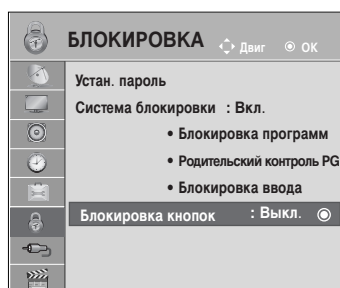 БЛОКИРОВКА Двиг OK
Устан. пароль
Система блокировки : Вкл.
• Блокировка программ
• Родительский контроль PG
• Блокировка ввода
Блокировка кнопок : Выкл.